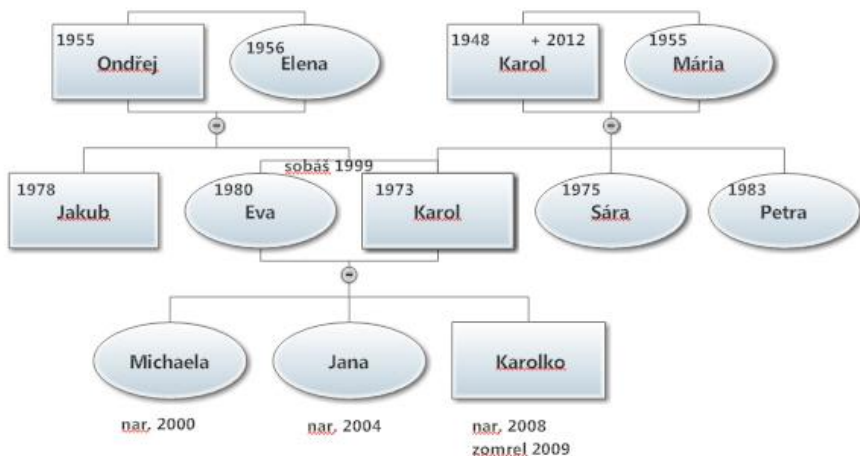 1955
Ondřej
1956
Elena
1948 + 2012
Karol
1955
Mária
sobáš 1999
1978
Jakub
1980
Eva
1973
Karol
1975
Sára
1983
Petra
Michaela
Jana
Karolko
nar. 2000
nar. 2004
nar. 2008
zomrel 2009